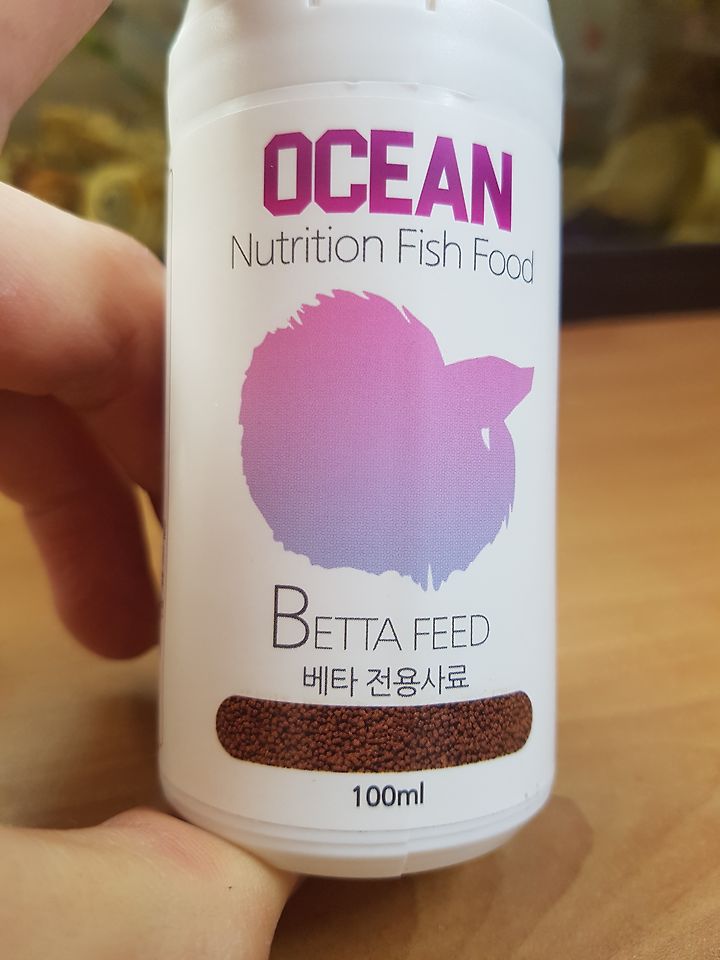 OCEAN
Nutrition Fish Food
BETTA FEED
베타 전용사료
100ml